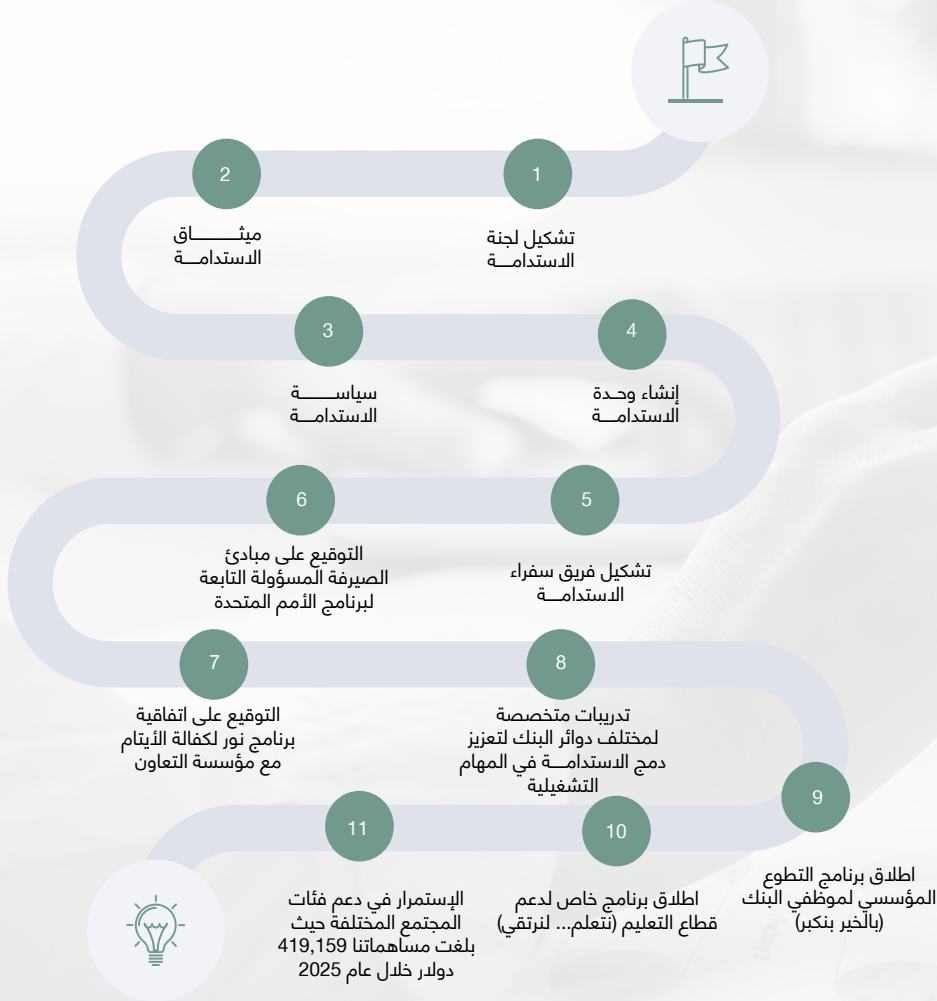 1
تشكيل لجنة
الاستدامـــة
2
ميثـــــــاق
الاستدامـــة
3
سياســـــــة
الاستدامـــة
4
إنشاء وحـدة
الاستدامـــة
5
تشكيل فريق سفراء
الاستدامـــة
6
التوقيع على مبادئ
الصيرفة المسؤولة التابعة
لبرنامج الأمم المتحدة
7
التوقيع على اتفاقية
برنامج نور لكفالة الأيتام
مع مؤسسة التعاون
8
تدريبات متخصصة
لمختلف دوائر البنك لتعزيز
دمج الاستدامـــة في المهام
التشغيلية
9
اطلاق برنامج التطوع
المؤسسي لموظفي البنك
(بالخير بنكبر)
10
اطلاق برنامج خاص لدعم
قطاع التعليم (نتعلم... لنرتقي)
11
الإستمرار في دعم فئات
المجتمع المختلفة حيث
بلغت مساهماتنا 419,159
دولار خلال عام 2025